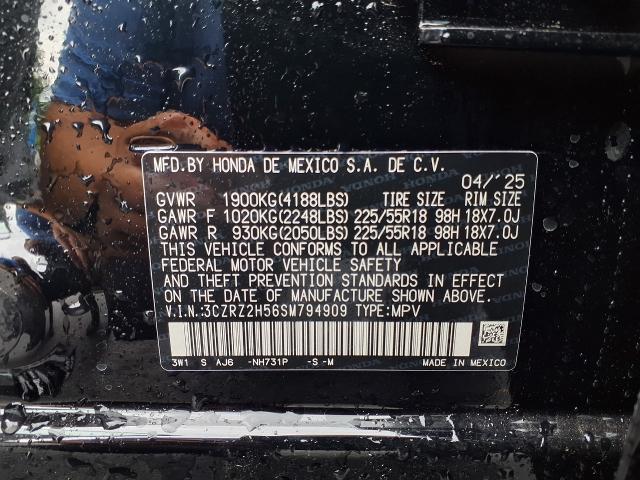 MFD.BY HONDA DE MEXICO S.A. DE C.V.
04/'25
GVWR 1900KG(4188LBS) TIRE SIZE RIM SIZE
GAWR F 1020KG(2248LBS) 225/55R18 98H 18X7.0J
GAWR R 930KG(2050LBS) 225/55R18 98H 18X7.0J
THIS VEHICLE CONFORMS TO ALL APPLICABLE
FEDERAL MOTOR VEHICLE SAFETY
AND THEFT PREVENTION STANDARDS IN EFFECT
ON THE DATE OF MANUFACTURE SHOWN ABOVE.
V.I.N.:3CZRZ2H56SM794909 TYPE:MPV
3W1 S AJ6 -NH731P -S -M MADE IN MEXICO